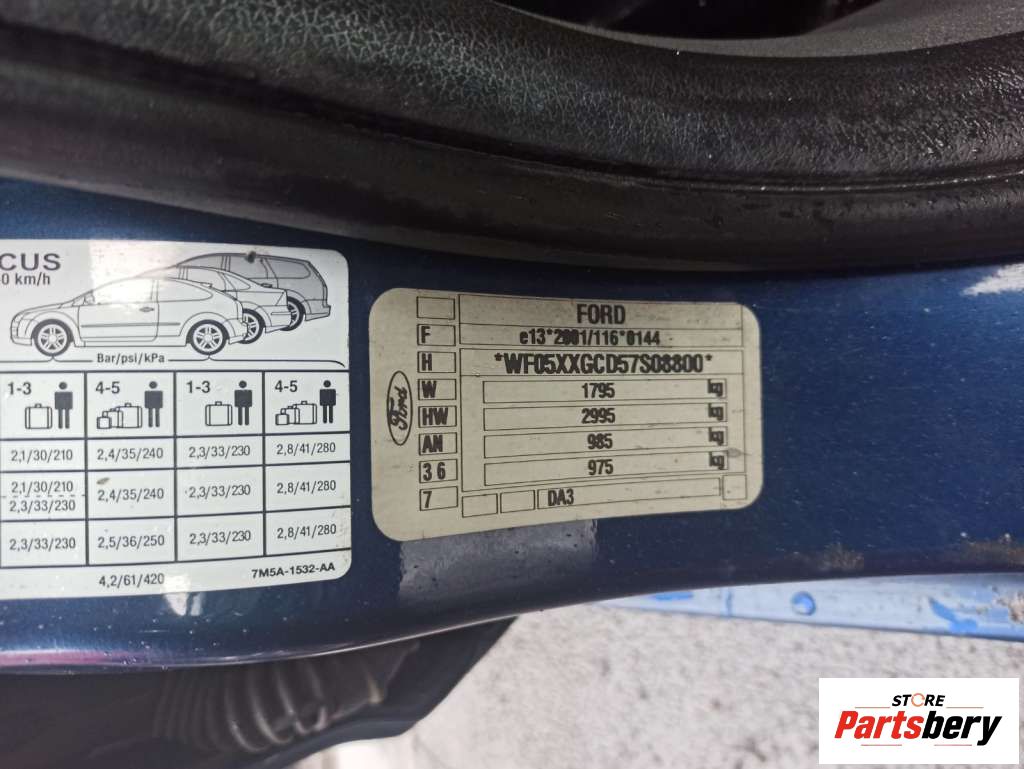 CUS
0 km/h
Bar/psi/kPa
1-3 4-5 1-3 4-5
2,1/30/210 2,4/35/240 2,3/33/230 2,8/41/280
2,1/30/210
2,3/33/230 2,4/35/240 2,3/33/230 2,8/41/280
2,3/33/230 2,5/36/250 2,3/33/230 2,8/41/280
4,2/61/420 7M5A-1532-AA
Ford
FORD
F e13*2001/116*0144
H *WF05XXGCD57S08800*
W 1795 kg
HW 2995 kg
AN 985 kg
3 6 975 kg
7 DA3
STORE
Partsbery